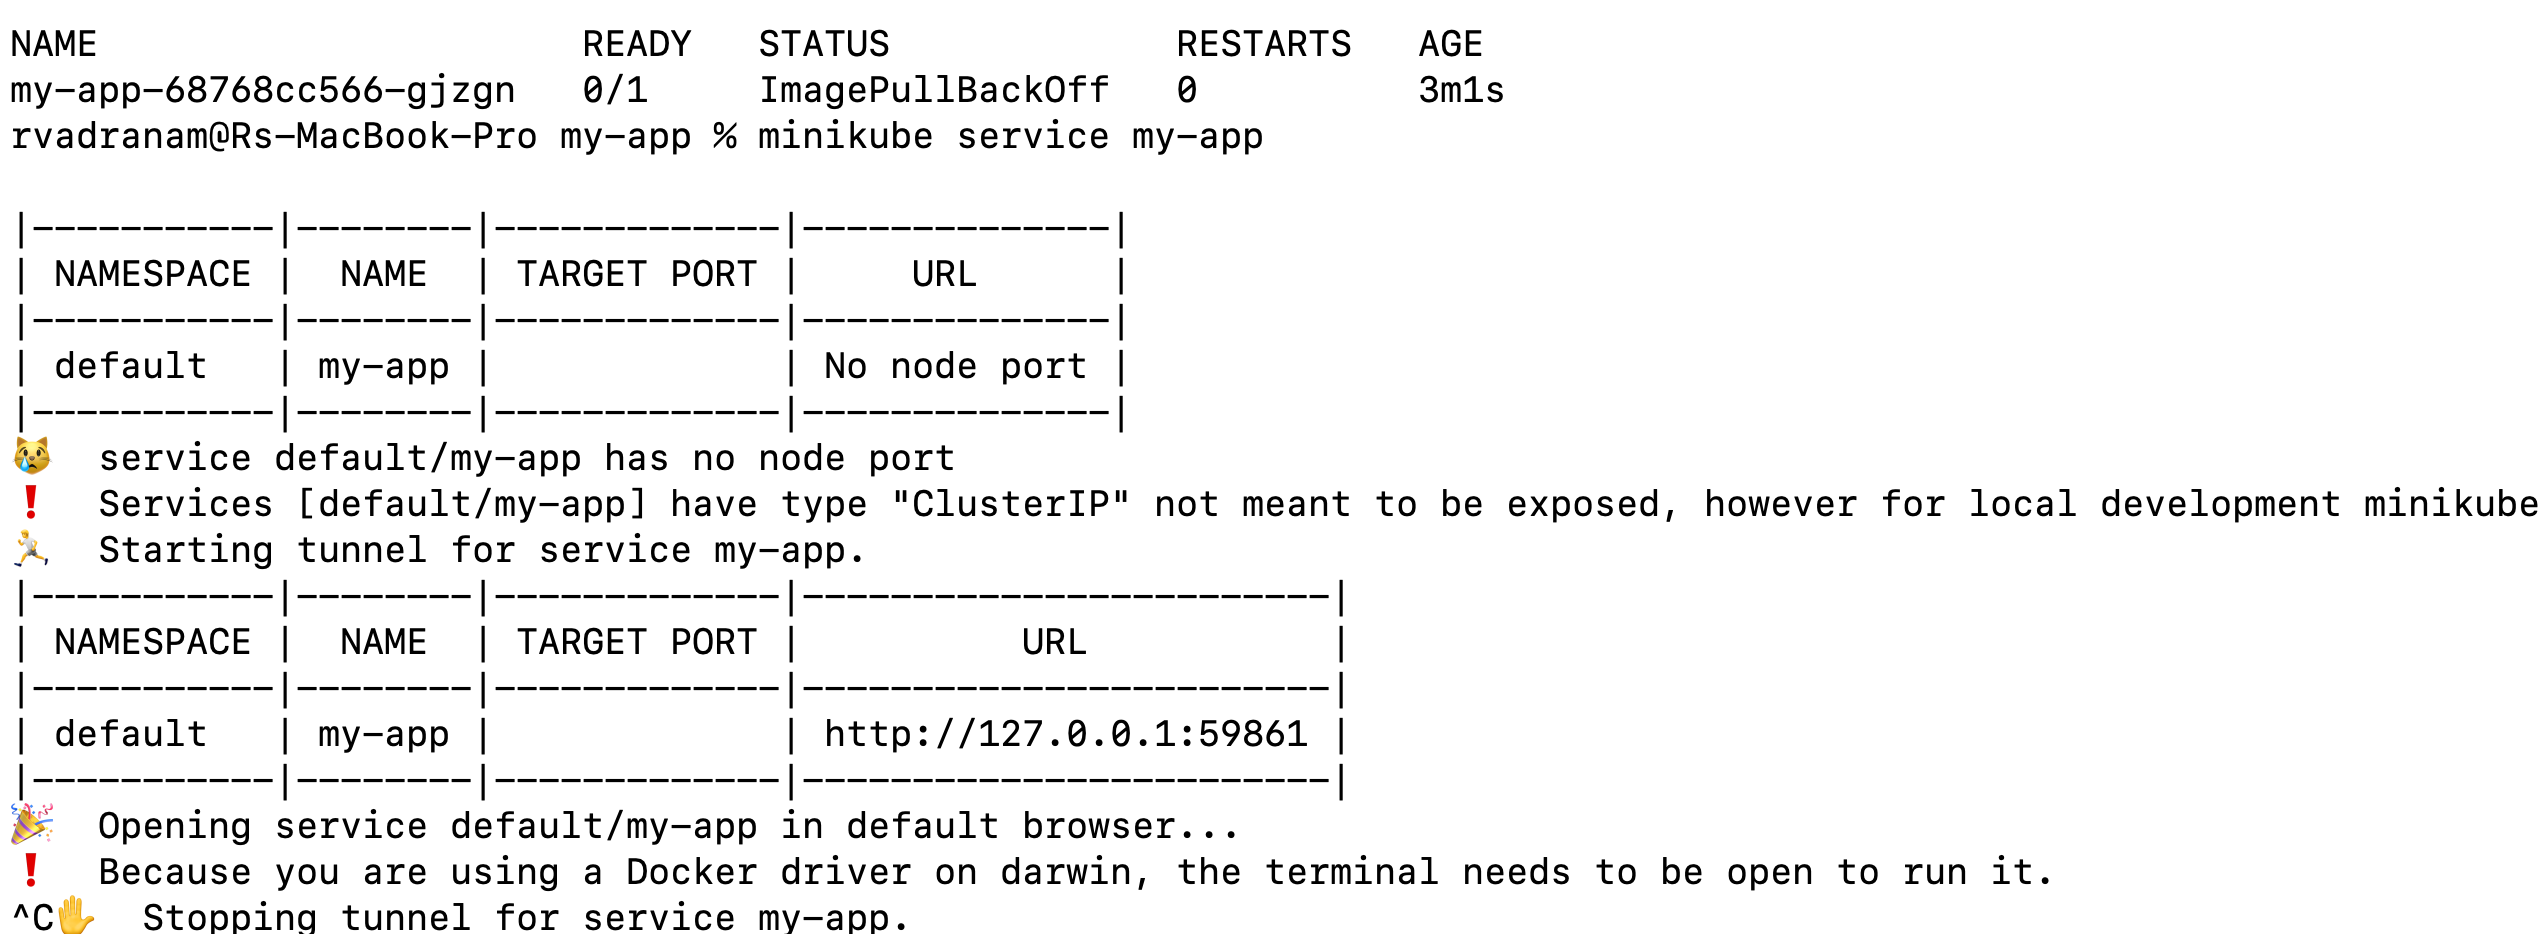 NAME                      READY   STATUS             RESTARTS   AGE
my-app-68768cc566-gjzgn   0/1     ImagePullBackOff   0          3m1s
rvadranam@Rs-MacBook-Pro my-app % minikube service my-app
|-----------|--------|-------------|--------------|
| NAMESPACE |  NAME  | TARGET PORT |     URL      |
|-----------|--------|-------------|--------------|
| default   | my-app |             | No node port |
|-----------|--------|-------------|--------------|
😿  service default/my-app has no node port
❗  Services [default/my-app] have type "ClusterIP" not meant to be exposed, however for local development minikube
🏃  Starting tunnel for service my-app.
|-----------|--------|-------------|------------------------|
| NAMESPACE |  NAME  | TARGET PORT |          URL           |
|-----------|--------|-------------|------------------------|
| default   | my-app |             | http://127.0.0.1:59861 |
|-----------|--------|-------------|------------------------|
🎉  Opening service default/my-app in default browser...
❗  Because you are using a Docker driver on darwin, the terminal needs to be open to run it.
^C✋  Stopping tunnel for service my-app.